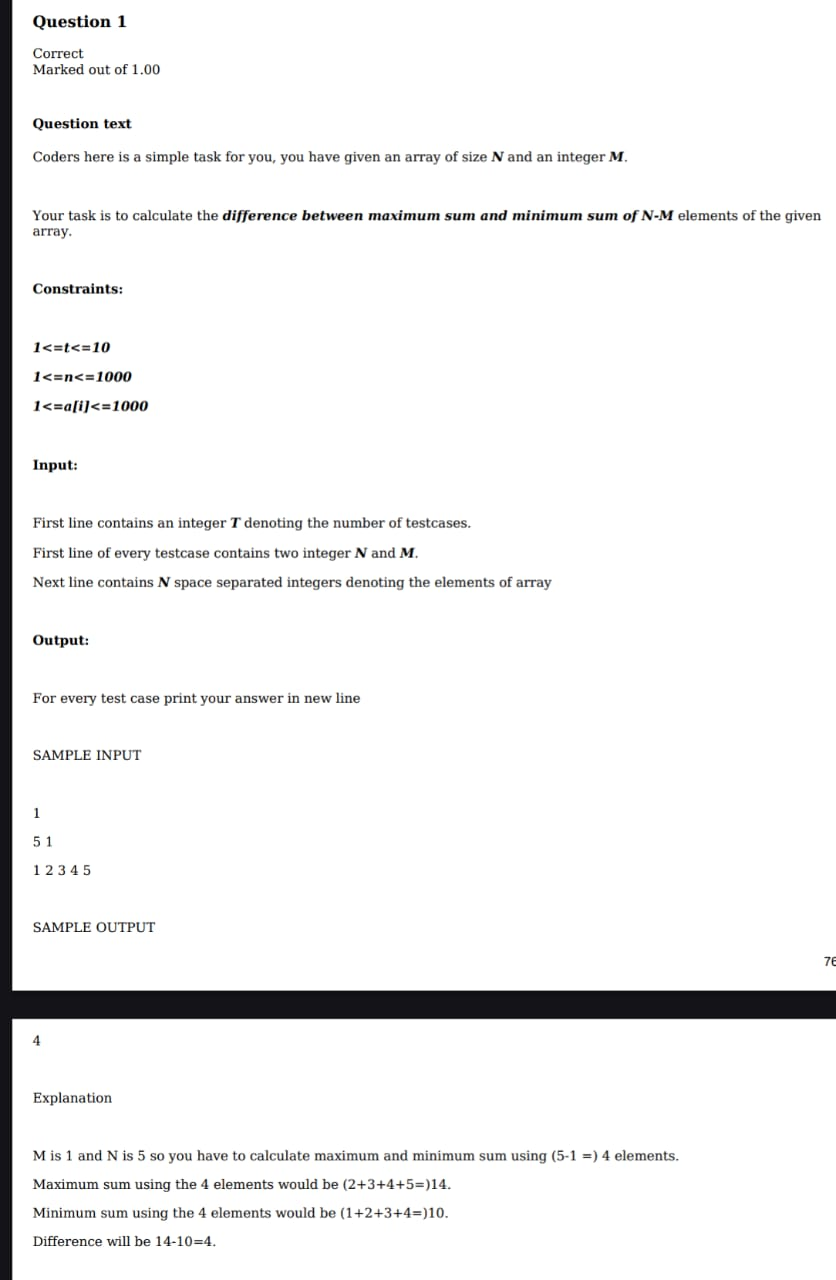 Question 1
Correct
Marked out of 1.00
Question text
Coders here is a simple task for you, you have given an array of size N and an integer M.
Your task is to calculate the difference between maximum sum and minimum sum of N-M elements of the given
array.
Constraints:
1<=t<=10
1<=n<=1000
1<=a[i]<=1000
Input:
First line contains an integer T denoting the number of testcases.
First line of every testcase contains two integer N and M.
Next line contains N space separated integers denoting the elements of array
Output:
For every test case print your answer in new line
SAMPLE INPUT
1
5 1
1 2 3 4 5
SAMPLE OUTPUT
76
4
Explanation
M is 1 and N is 5 so you have to calculate maximum and minimum sum using (5-1 =) 4 elements.
Maximum sum using the 4 elements would be (2+3+4+5=)14.
Minimum sum using the 4 elements would be (1+2+3+4=)10.
Difference will be 14-10=4.